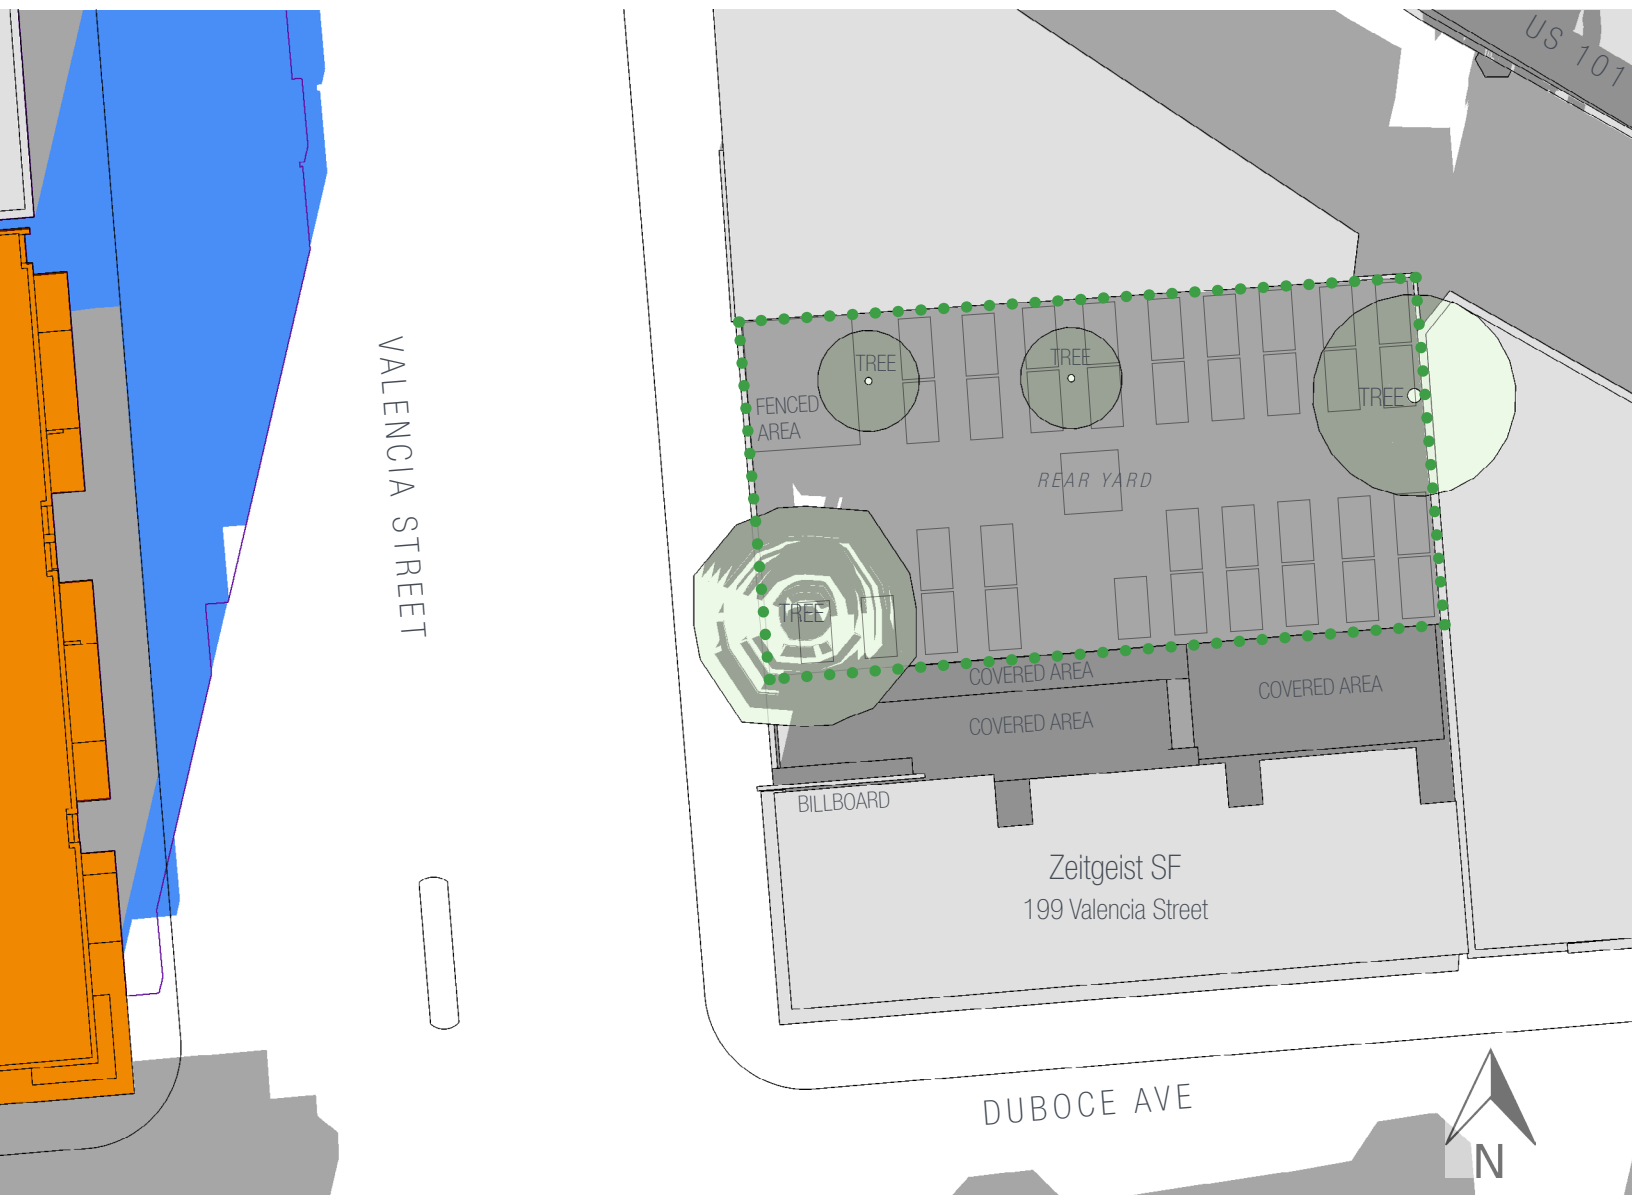 US 101
TREE
TREE
TREE
FENCED
AREA
REAR YARD
VALENCIA STREET
TREE
COVERED AREA
COVERED AREA
COVERED AREA
BILLBOARD
Zeitgeist SF
199 Valencia Street
DUBOCE AVE
N